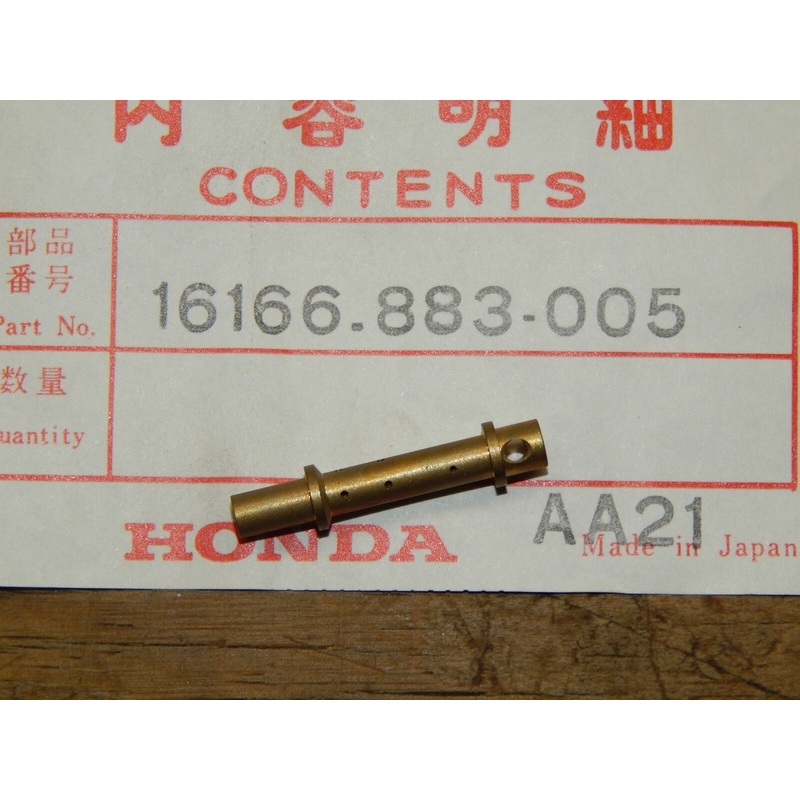 内容明細
CONTENTS
部品
番号
Part No.
16166.883-005
数量
Quantity
HONDA
AA21
Made in Japan